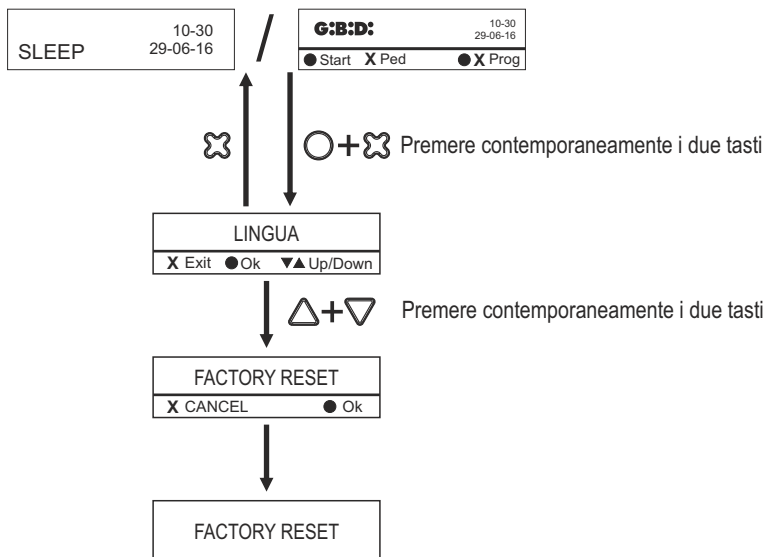 SLEEP 10-30
29-06-16
/
G:B:D: 10-30
29-06-16
● Start X Ped ● X Prog
+ Premere contemporaneamente i due tasti
LINGUA
X Exit ● Ok ▼▲ Up/Down
+ Premere contemporaneamente i due tasti
FACTORY RESET
X CANCEL ● Ok
FACTORY RESET